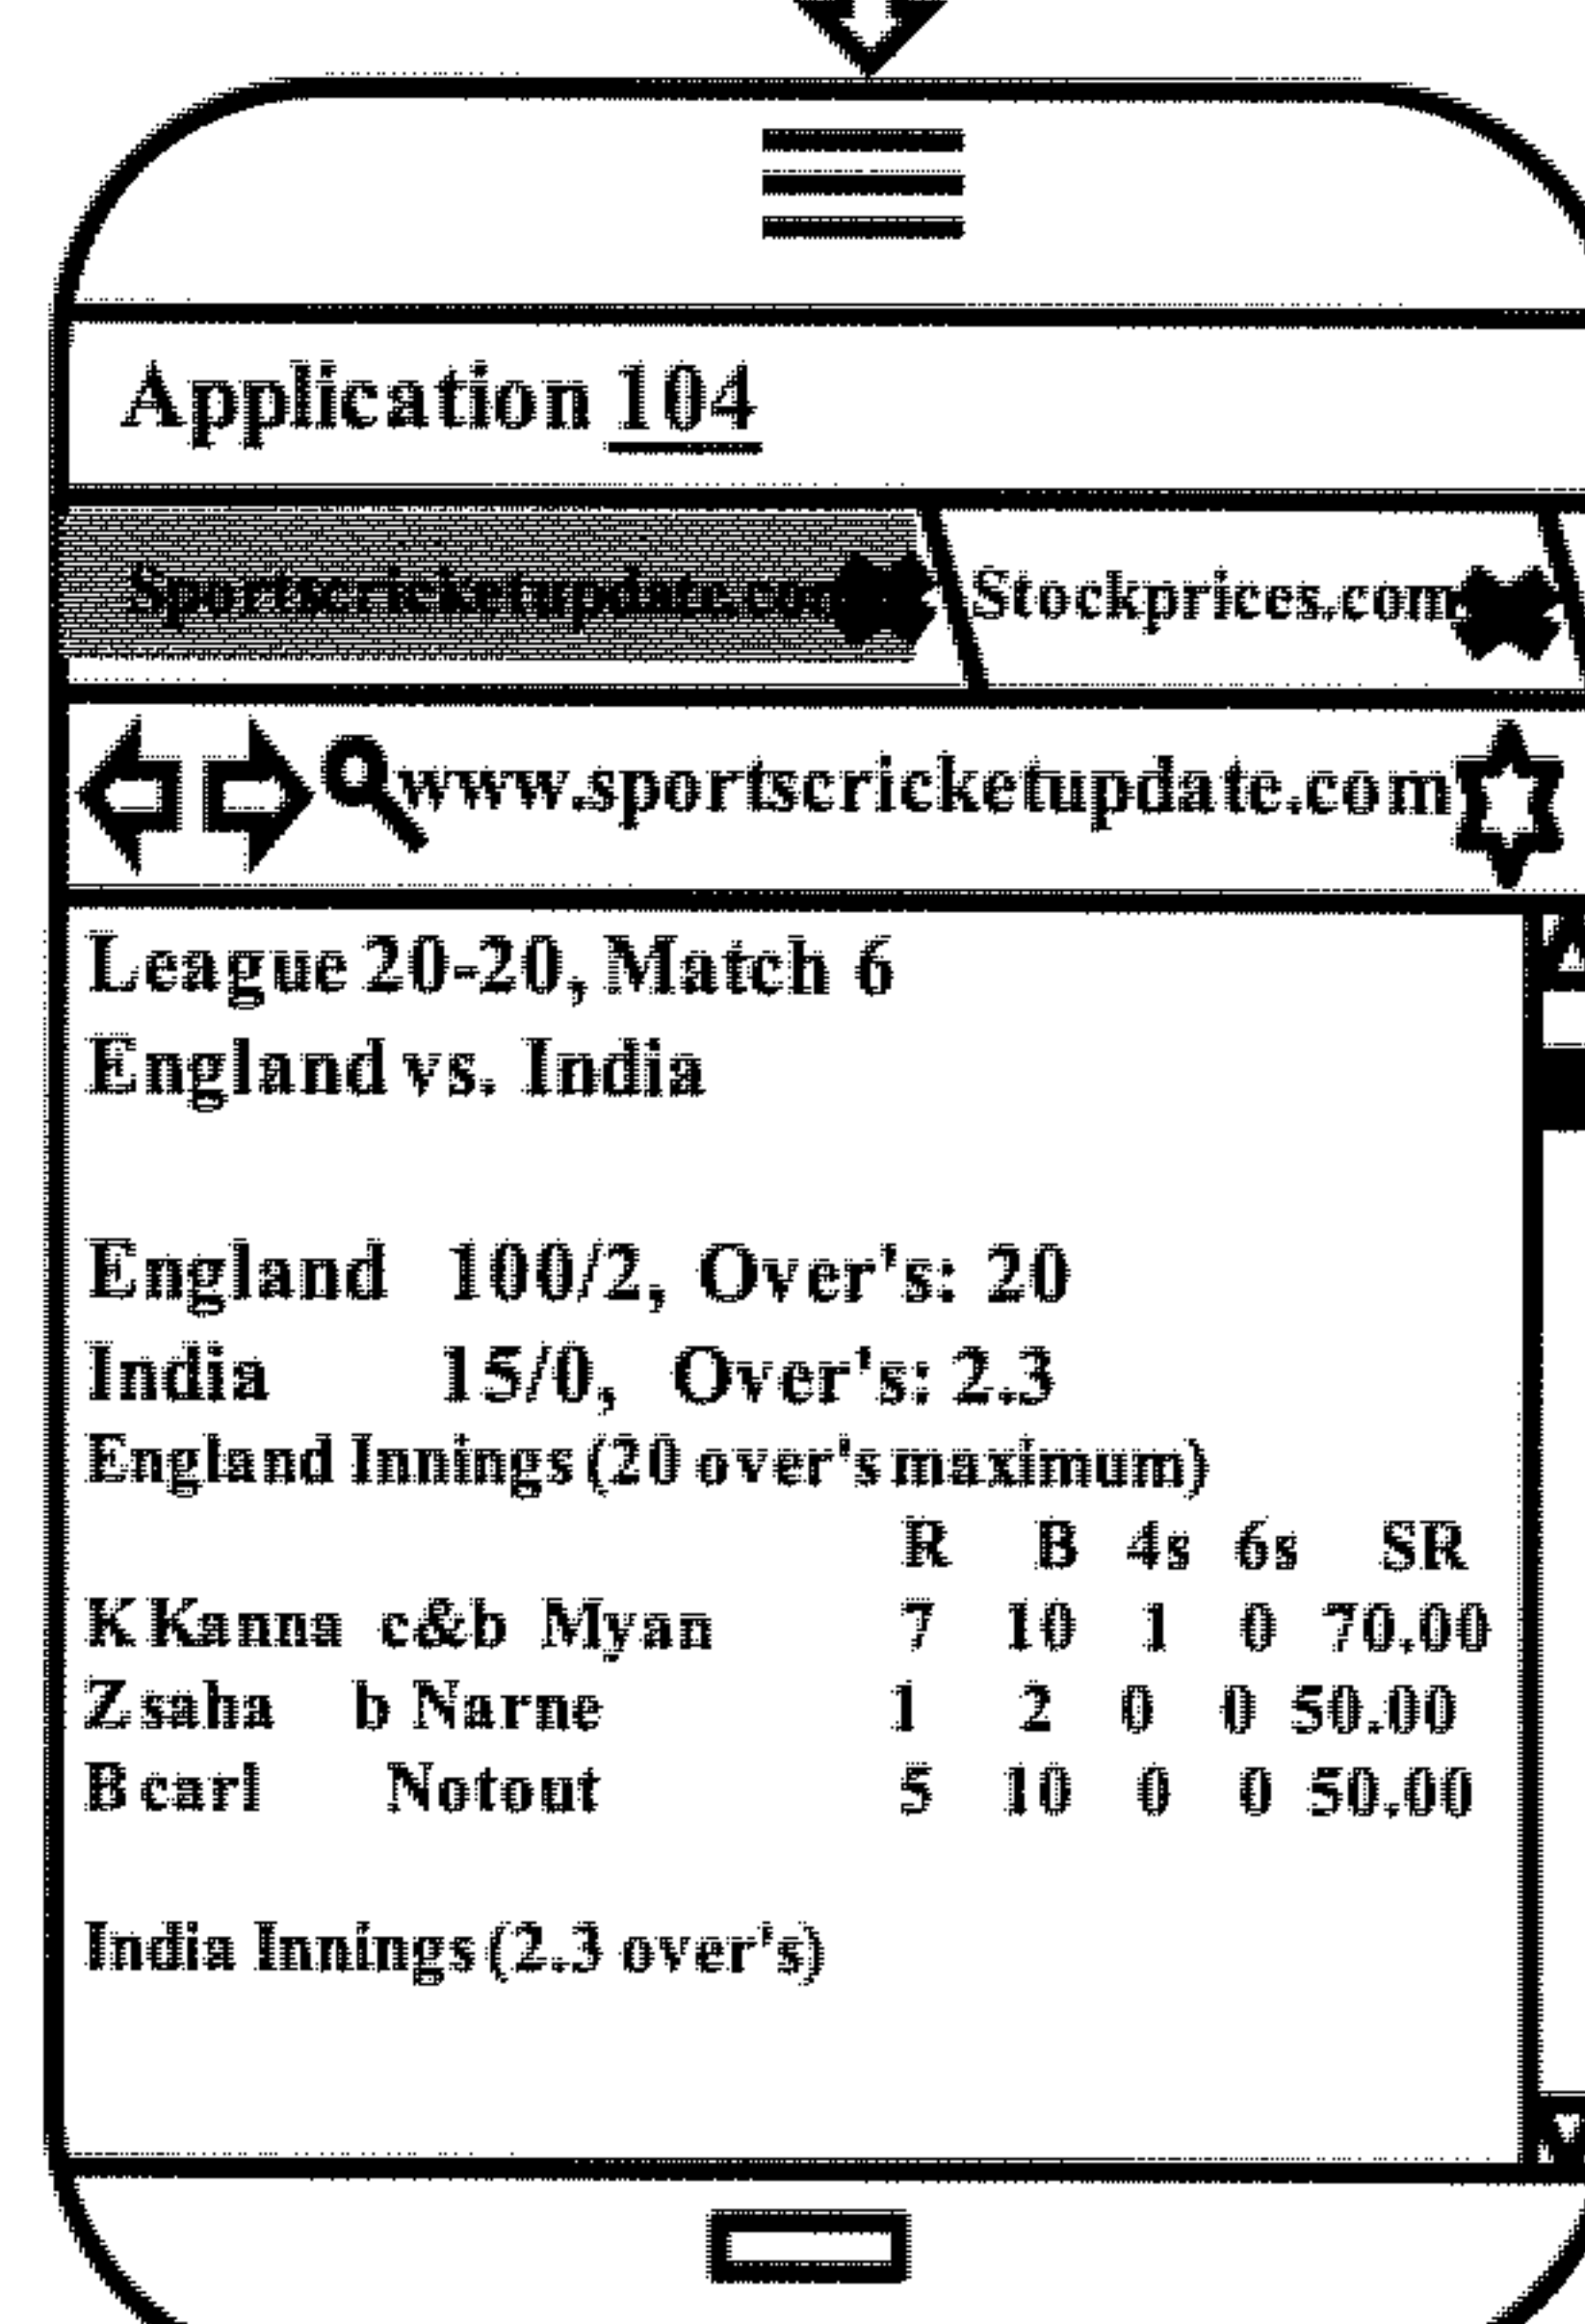 Application 104
Sportscricketupdate.com Stockprices.com
www.sportscricketupdate.com
League 20-20, Match 6
England vs. India
England 100/2, Over's: 20
India 15/0, Over's: 2.3
England Innings (20 over's maximum)
R B 4s 6s SR
K Kanna c&b Myan 7 10 1 0 70.00
Z saha b Narne 1 2 0 0 50.00
B carl Notout 5 10 0 0 50.00
India Innings (2.3 over's)